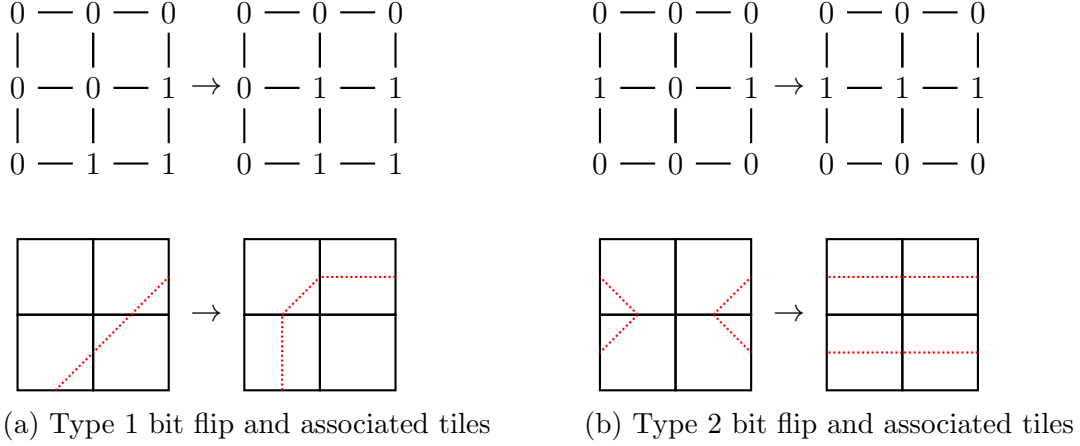 0 — 0 — 0 0 — 0 — 0 0 — 0 — 0 0 — 0 — 0
0 — 0 — 1 → 0 — 1 — 1 1 — 0 — 1 → 1 — 1 — 1
0 — 1 — 1 0 — 1 — 1 0 — 0 — 0 0 — 0 — 0
→ →
(a) Type 1 bit flip and associated tiles (b) Type 2 bit flip and associated tiles